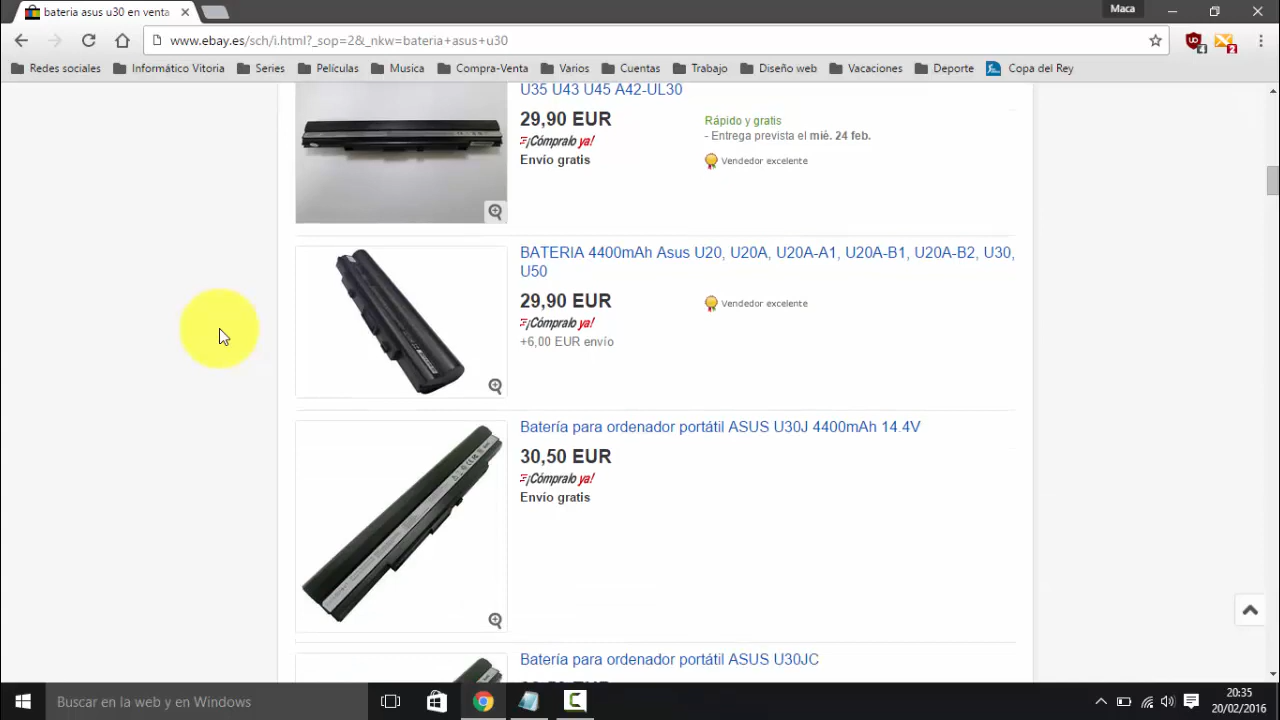 bateria asus u30 en venta
Maca
www.ebay.es/sch/i.html?_sop=2&_nkw=bateria+asus+u30
Redes sociales
Informático Vitoria
Series
Películas
Musica
Compra-Venta
Varios
Cuentas
Trabajo
Diseño web
Vacaciones
Deporte
Copa del Rey
U35 U43 U45 A42-UL30
29,90 EUR
¡Cómpralo ya!
Envío gratis
Rápido y gratis
- Entrega prevista el mié. 24 feb.
Vendedor excelente
BATERIA 4400mAh Asus U20, U20A, U20A-A1, U20A-B1, U20A-B2, U30,
U50
29,90 EUR
¡Cómpralo ya!
+6,00 EUR envío
Vendedor excelente
Batería para ordenador portátil ASUS U30J 4400mAh 14.4V
30,50 EUR
¡Cómpralo ya!
Envío gratis
Batería para ordenador portátil ASUS U30JC
Buscar en la web y en Windows
20:35
20/02/2016